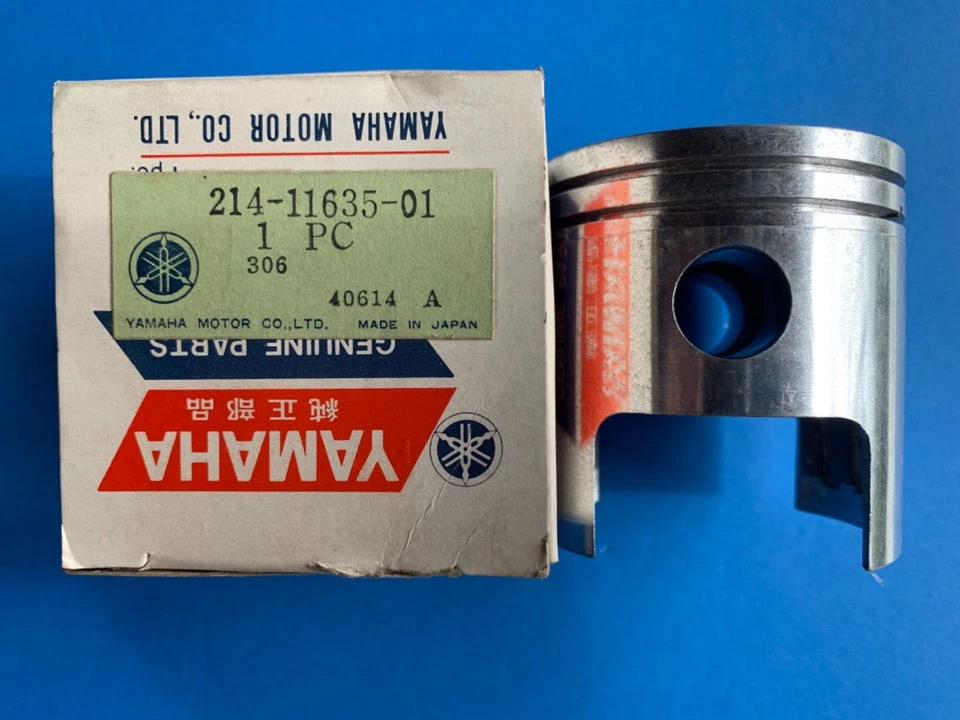 YAMAHA MOTOR CO., LTD.
214-11635-01
1 PC
306
40614 A
YAMAHA MOTOR CO.,LTD. MADE IN JAPAN
GENUINE PARTS
純正部品
YAMAHA